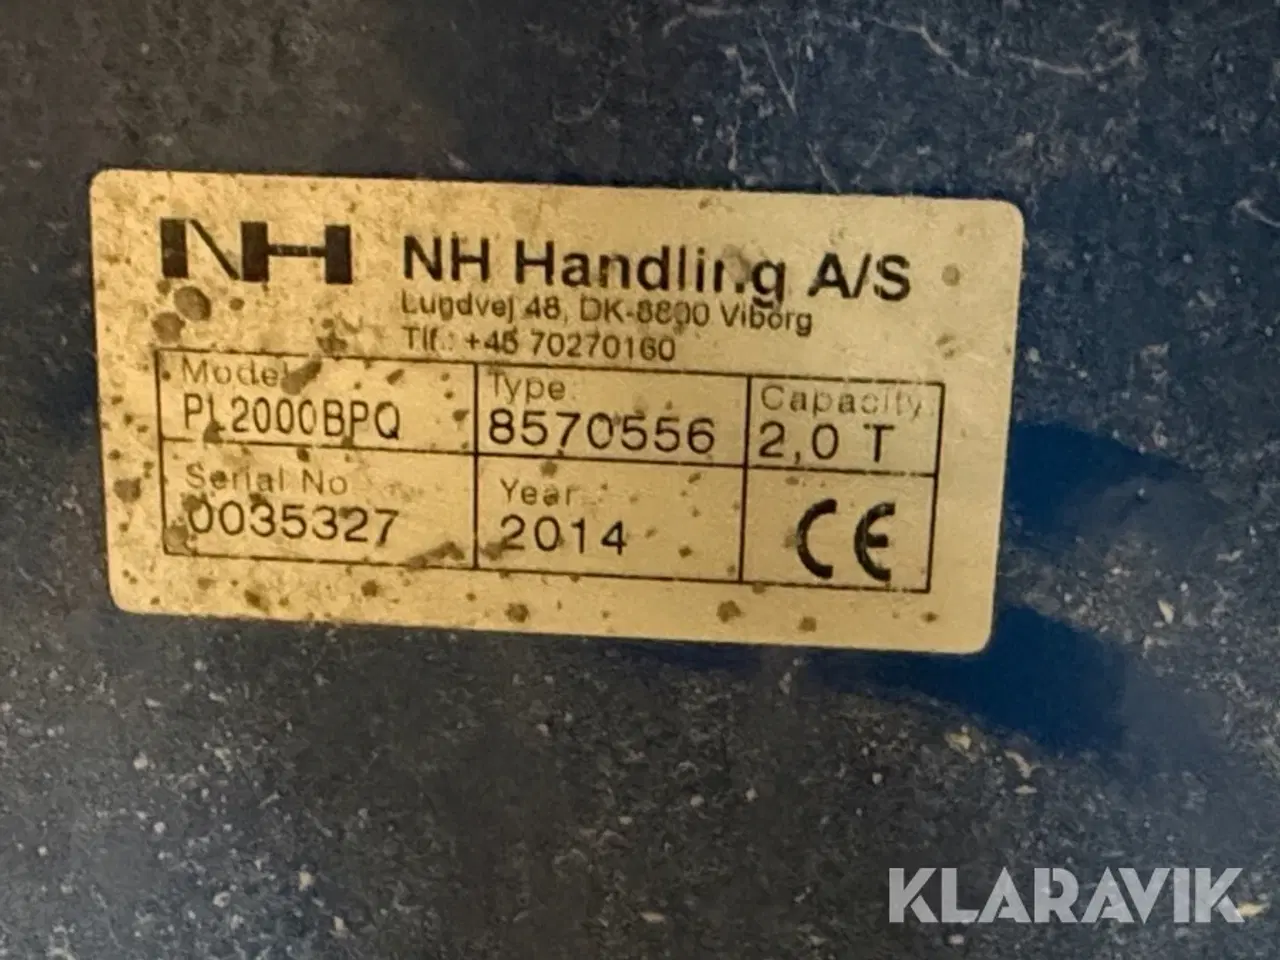 NH NH Handling A/S
Lundvej 48, DK-8800 Viborg
Tlf.: +45 70270160
Model Type: Capacity:
PL2000BPQ 8570556 2,0 T
Serial No Year
0035327 2014 CE
KLARAVIK